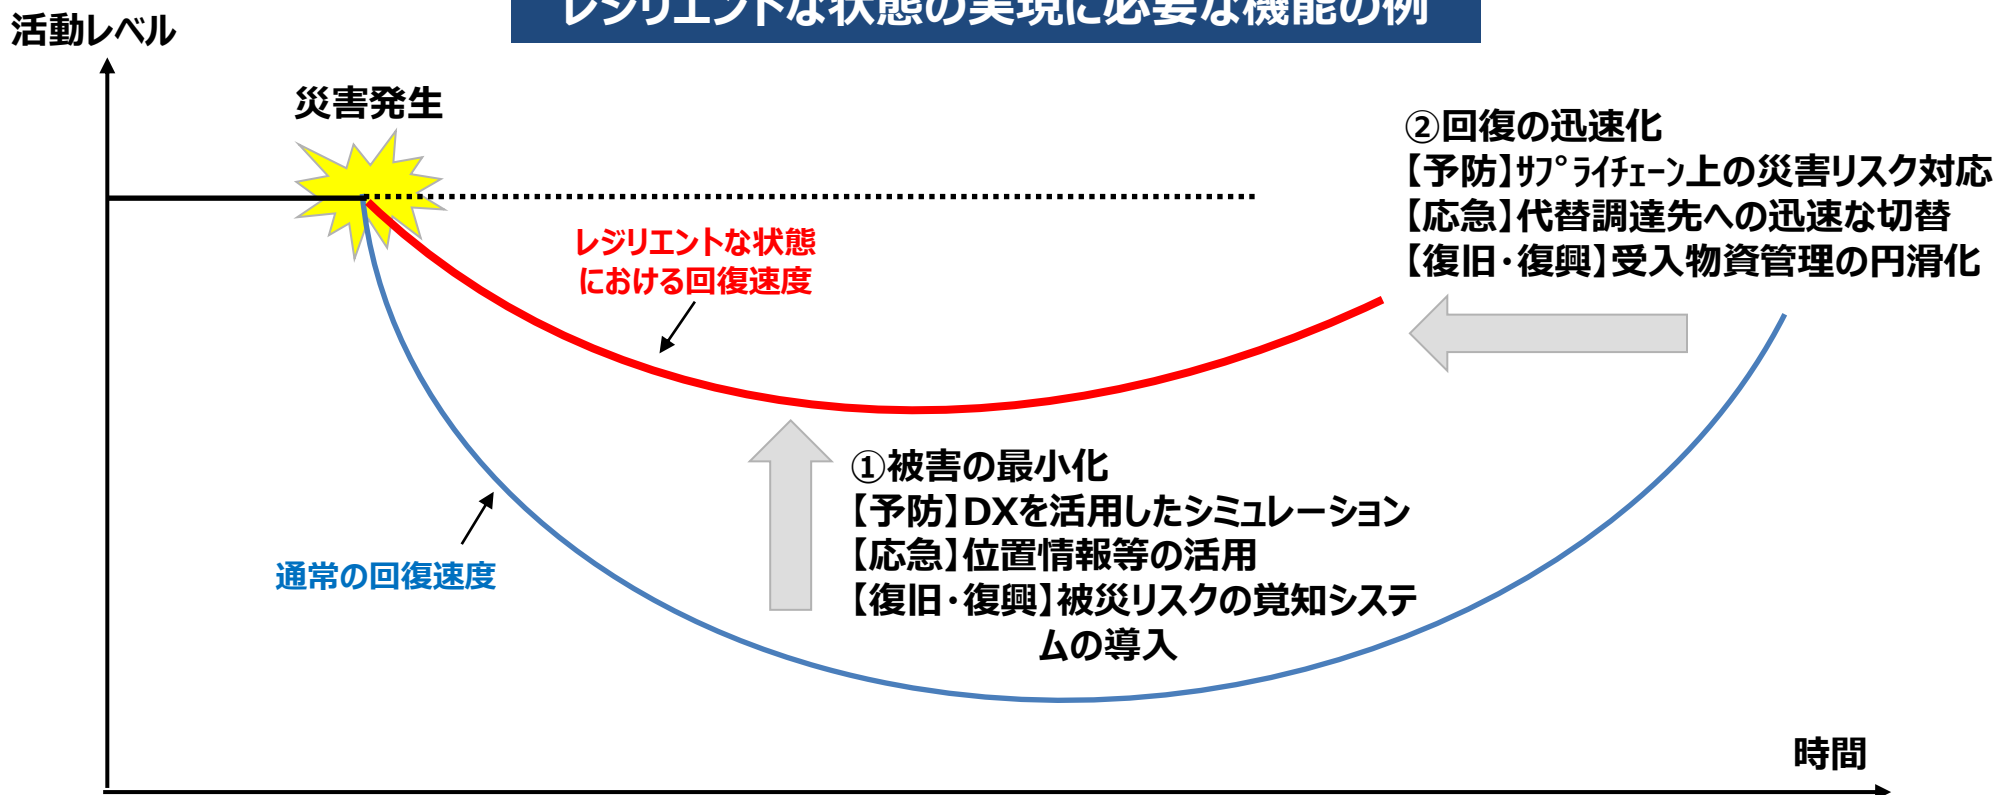 レジリエントな状態の実現に必要な機能の例
活動レベル
災害発生
②回復の迅速化
【予防】ｻﾌﾟﾗｲﾁｪｰﾝ上の災害リスク対応
【応急】代替調達先への迅速な切替
【復旧・復興】受入物資管理の円滑化
レジリエントな状態
における回復速度
①被害の最小化
【予防】DXを活用したシミュレーション
【応急】位置情報等の活用
【復旧・復興】被災リスクの覚知システ
ムの導入
通常の回復速度
時間